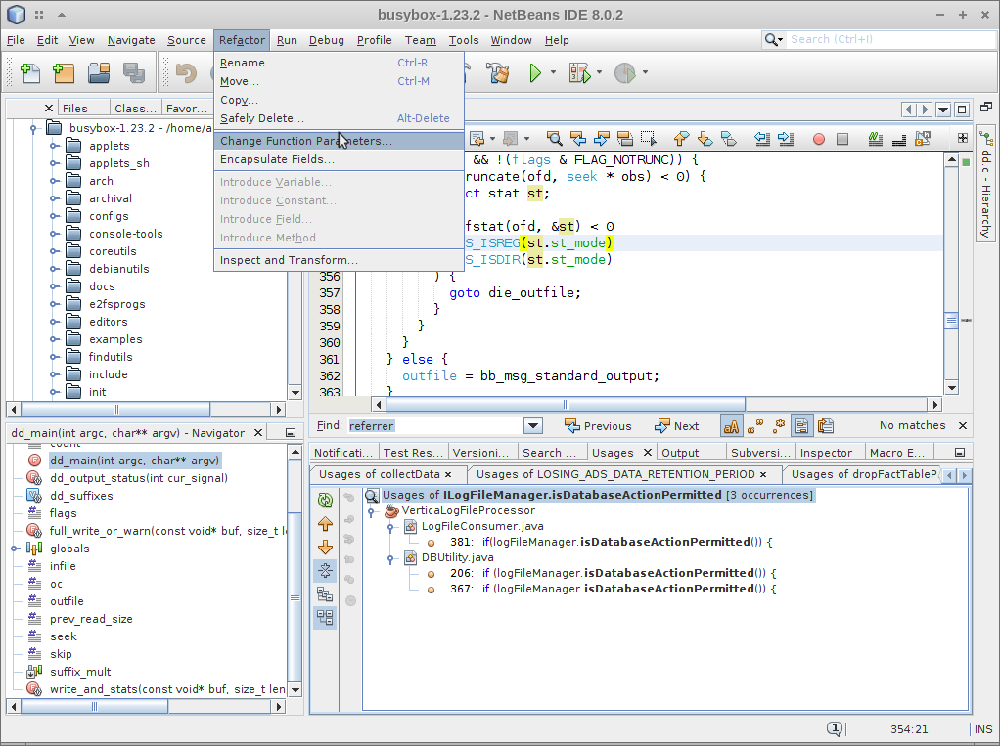 busybox-1.23.2 - NetBeans IDE 8.0.2
File Edit View Navigate Source Refactor Run Debug Profile Team Tools Window Help
Search (Ctrl+I)
Rename... Ctrl-R
Move... Ctrl-M
Copy...
Safely Delete... Alt-Delete
Change Function Parameters...
Encapsulate Fields...
Introduce Variable...
Introduce Constant...
Introduce Field...
Introduce Method...
Inspect and Transform...
Files Class... Favor...
busybox-1.23.2 - /home/a
applets
applets_sh
arch
archival
configs
console-tools
coreutils
debianutils
docs
e2fsprogs
editors
examples
findutils
include
init
&& !(flags & FLAG_NOTRUNC)) {
runcate(ofd, seek * obs) < 0) {
ct stat st;
fstat(ofd, &st) < 0
S_ISREG(st.st_mode)
S_ISDIR(st.st_mode)
356 ) {
357 goto die_outfile;
358 }
359 }
360 }
361 } else {
362 outfile = bb_msg_standard_output;
363 }
dd.c - Hierarchy
Find: referrer Previous Next No matches
dd_main(int argc, char** argv) - Navigator
count
dd_main(int argc, char** argv)
dd_output_status(int cur_signal)
dd_suffixes
flags
full_write_or_warn(const void* buf, size_t le
globals
infile
oc
outfile
prev_read_size
seek
skip
suffix_mult
write_and_stats(const void* buf, size_t len
Notificati... Test Res... Versioni... Search ... Usages Output Subversi... Inspector Macro E...
Usages of collectData Usages of LOSING_ADS_DATA_RETENTION_PERIOD Usages of dropFactTableP
Usages of ILogFileManager.isDatabaseActionPermitted [3 occurrences]
VerticaLogFileProcessor
LogFileConsumer.java
381: if(logFileManager.isDatabaseActionPermitted()) {
DBUtility.java
206: if (logFileManager.isDatabaseActionPermitted()) {
367: if (logFileManager.isDatabaseActionPermitted()) {
1 354:21 INS